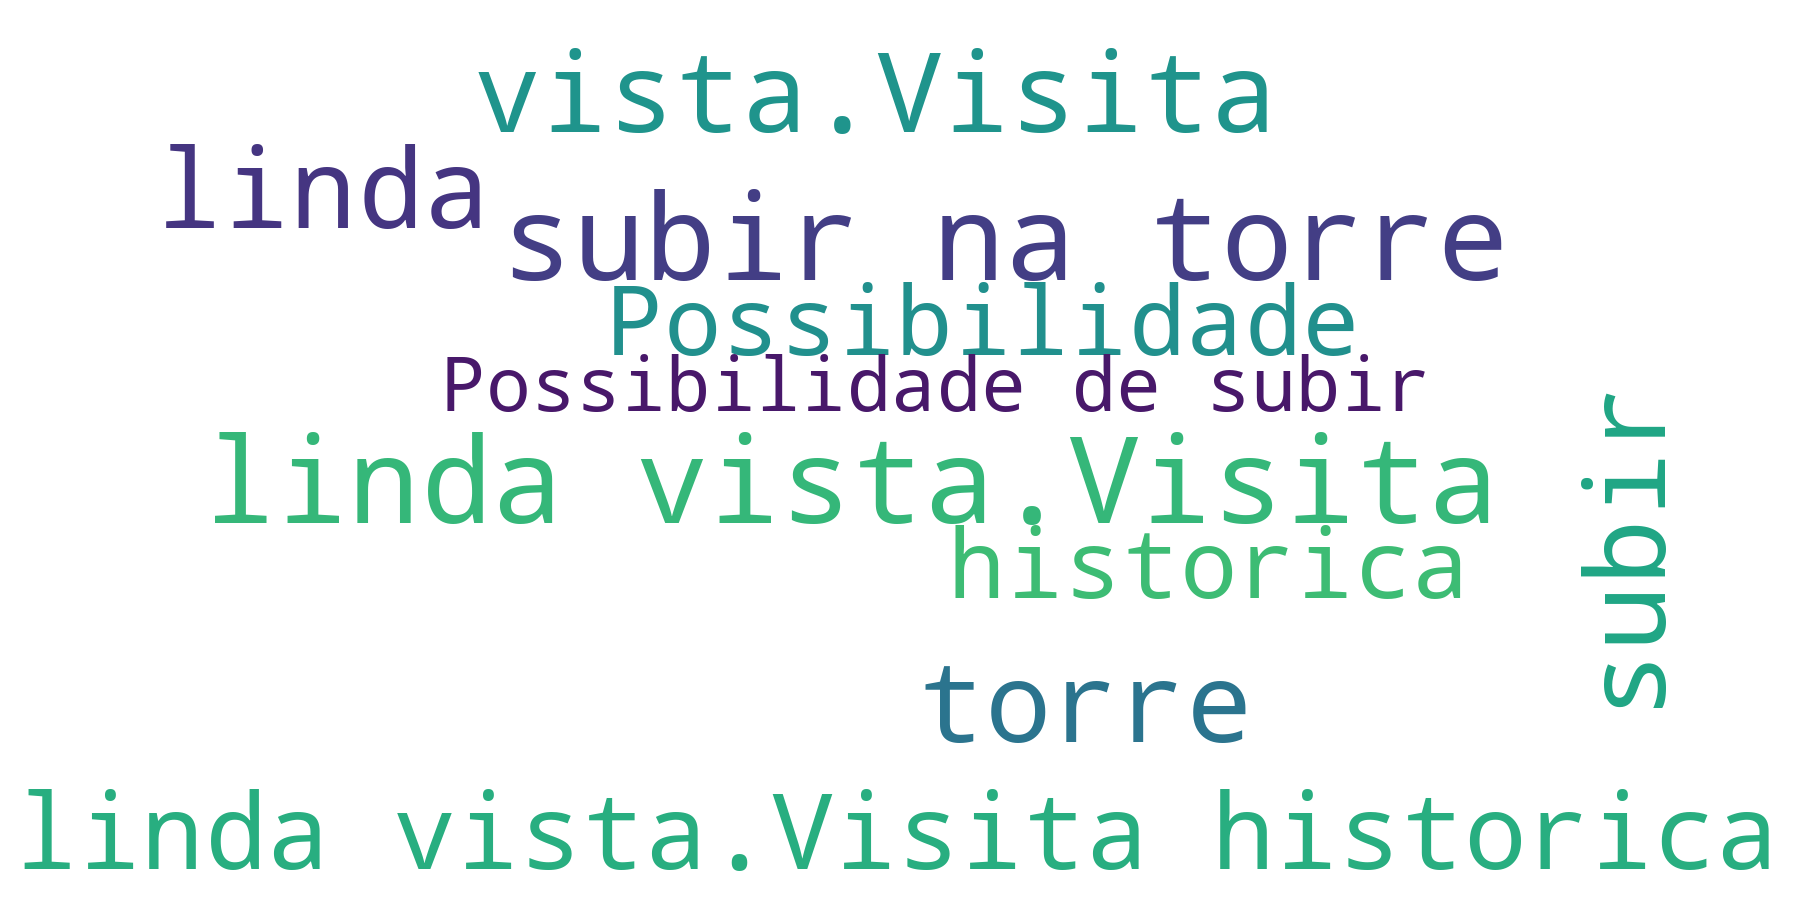 vista.Visita
linda
subir na torre
Possibilidade
Possibilidade de subir
linda vista.Visita
historica
subir
torre
linda vista.Visita historica